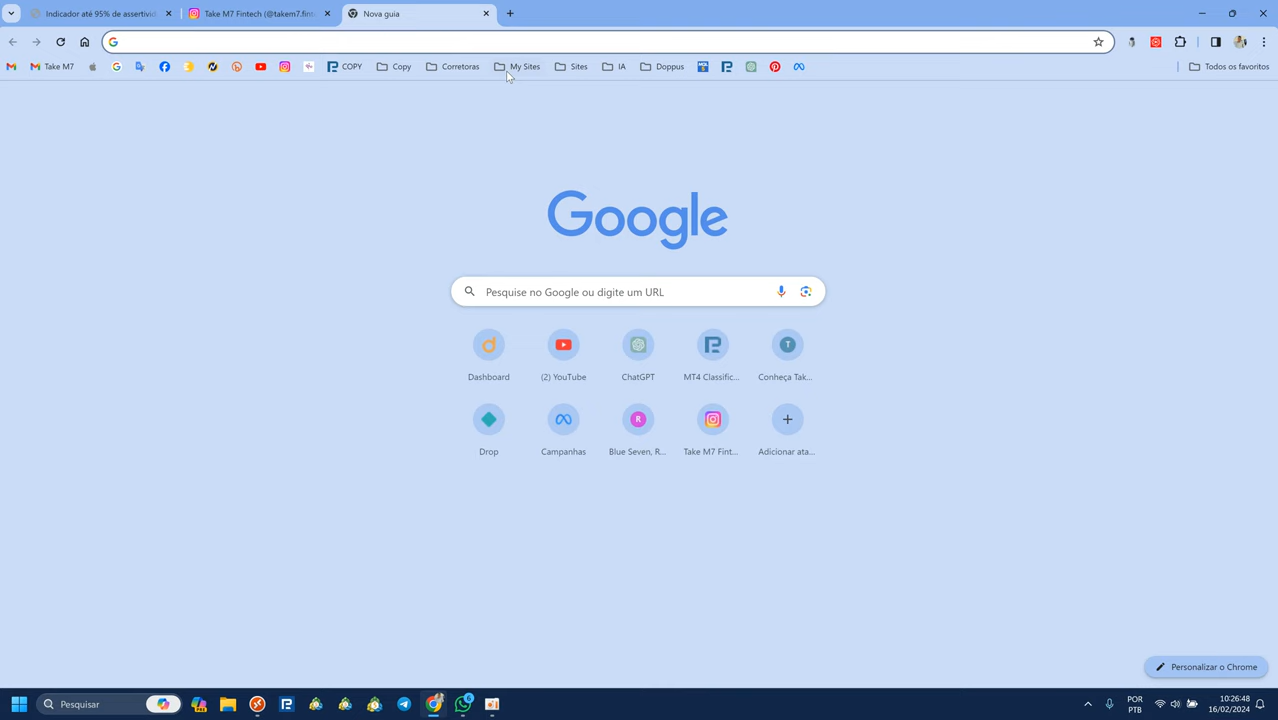 Indicador até 95% de assertivid
Take M7 Fintech (@takem7.fint
Nova guia
Take M7
COPY
Copy
Corretoras
My Sites
Sites
IA
Doppus
Todos os favoritos
Google
Pesquise no Google ou digite um URL
T
Dashboard
(2) YouTube
ChatGPT
MT4 Classific...
Conheça Tak...
R
Drop
Campanhas
Blue Seven, R...
Take M7 Fint...
Adicionar ata...
Personalizar o Chrome
Pesquisar
PRE
6
POR
PTB
10:26:48
16/02/2024